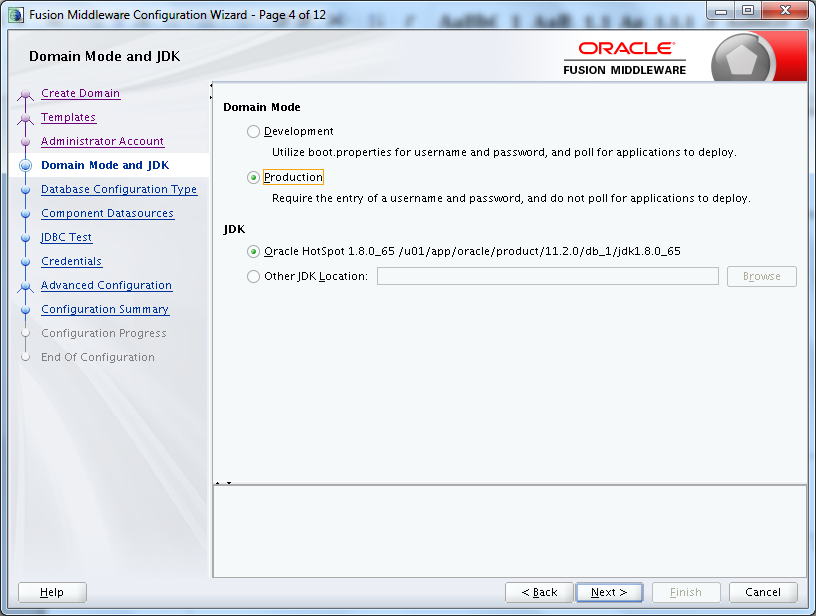 Fusion Middleware Configuration Wizard - Page 4 of 12
Domain Mode and JDK
ORACLE
FUSION MIDDLEWARE
Create Domain
Templates
Administrator Account
Domain Mode and JDK
Database Configuration Type
Component Datasources
JDBC Test
Credentials
Advanced Configuration
Configuration Summary
Configuration Progress
End Of Configuration
Domain Mode
Development
Utilize boot.properties for username and password, and poll for applications to deploy.
Production
Require the entry of a username and password, and do not poll for applications to deploy.
JDK
Oracle HotSpot 1.8.0_65 /u01/app/oracle/product/11.2.0/db_1/jdk1.8.0_65
Other JDK Location:
Browse
Help
< Back
Next >
Finish
Cancel